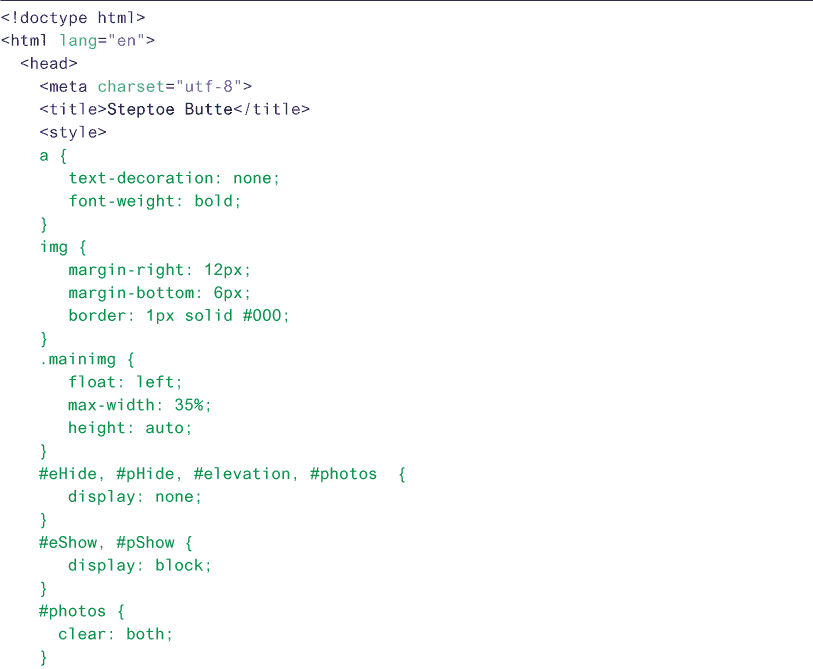 <!doctype html>
<html lang="en">
  <head>
    <meta charset="utf-8">
    <title>Steptoe Butte</title>
    <style>
    a {
       text-decoration: none;
       font-weight: bold;
    }
    img {
       margin-right: 12px;
       margin-bottom: 6px;
       border: 1px solid #000;
    }
    .mainimg {
       float: left;
       max-width: 35%;
       height: auto;
    }
    #eHide, #pHide, #elevation, #photos  {
       display: none;
    }
    #eShow, #pShow {
       display: block;
    }
    #photos {
      clear: both;
    }